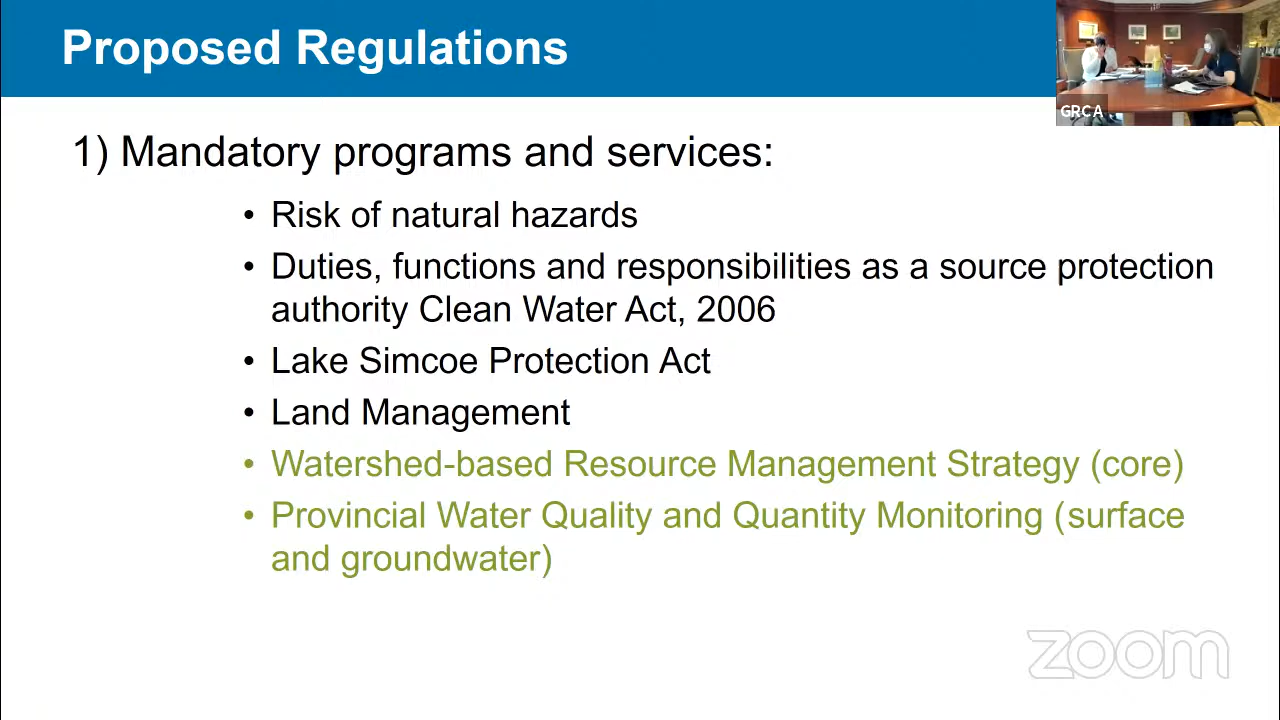 Proposed Regulations
GRCA
1) Mandatory programs and services:
• Risk of natural hazards
• Duties, functions and responsibilities as a source protection
authority Clean Water Act, 2006
• Lake Simcoe Protection Act
• Land Management
• Watershed-based Resource Management Strategy (core)
• Provincial Water Quality and Quantity Monitoring (surface
and groundwater)
zoom